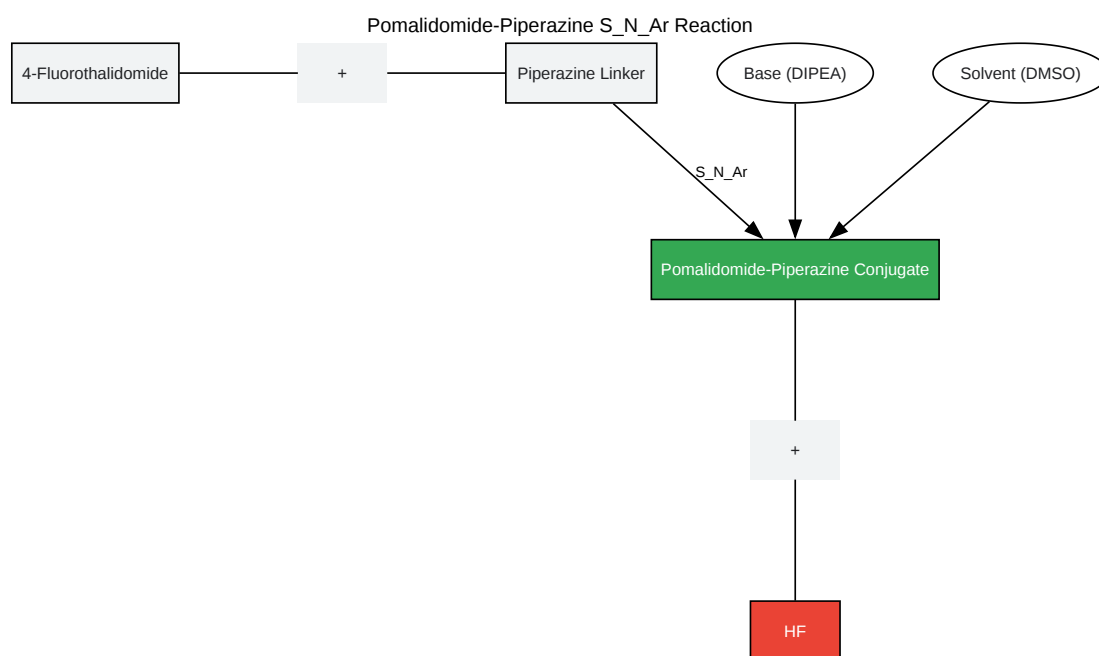 Pomalidomide-Piperazine S_N_Ar Reaction
4-Fluorothalidomide
+
Piperazine Linker
Base (DIPEA)
Solvent (DMSO)
S_N_Ar
Pomalidomide-Piperazine Conjugate
+
HF